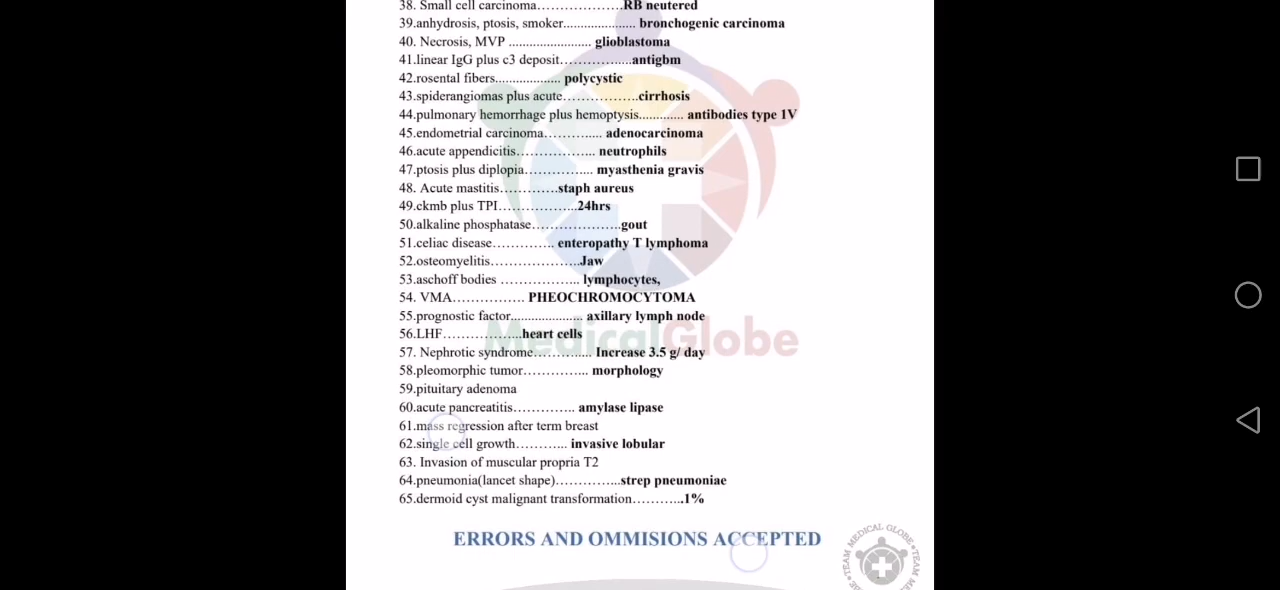 38. Small cell carcinoma……………….RB neutered
39.anhydrosis, ptosis, smoker...................... bronchogenic carcinoma
40. Necrosis, MVP ......................... glioblastoma
41.linear IgG plus c3 deposit………….....antigbm
42.rosental fibers.................... polycystic
43.spiderangiomas plus acute…………….cirrhosis
44.pulmonary hemorrhage plus hemoptysis............. antibodies type 1V
45.endometrial carcinoma………..... adenocarcinoma
46.acute appendicitis……………... neutrophils
47.ptosis plus diplopia………….... myasthenia gravis
48. Acute mastitis………….staph aureus
49.ckmb plus TPI……………...24hrs
50.alkaline phosphatase……………….gout
51.celiac disease………….. enteropathy T lymphoma
52.osteomyelitis………………..Jaw
53.aschoff bodies ……………... lymphocytes,
54. VMA……………. PHEOCHROMOCYTOMA
55.prognostic factor...................... axillary lymph node
56.LHF……………...heart cells
57. Nephrotic syndrome………..... Increase 3.5 g/ day
58.pleomorphic tumor…………... morphology
59.pituitary adenoma
60.acute pancreatitis………….. amylase lipase
61.mass regression after term breast
62.single cell growth……….. invasive lobular
63. Invasion of muscular propria T2
64.pneumonia(lancet shape)…………...strep pneumoniae
65.dermoid cyst malignant transformation………..1%
MedicalGlobe
ERRORS AND OMMISIONS ACCEPTED